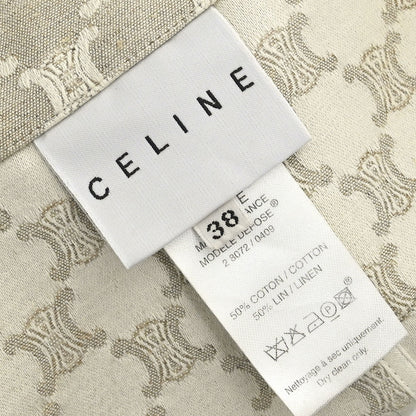 CELINE
38
MODELE DEPOSE®
2 8072 / 0409
50% COTON / COTTON
50% LIN / LINEN
Nettoyage à sec uniquement.
Dry clean only.